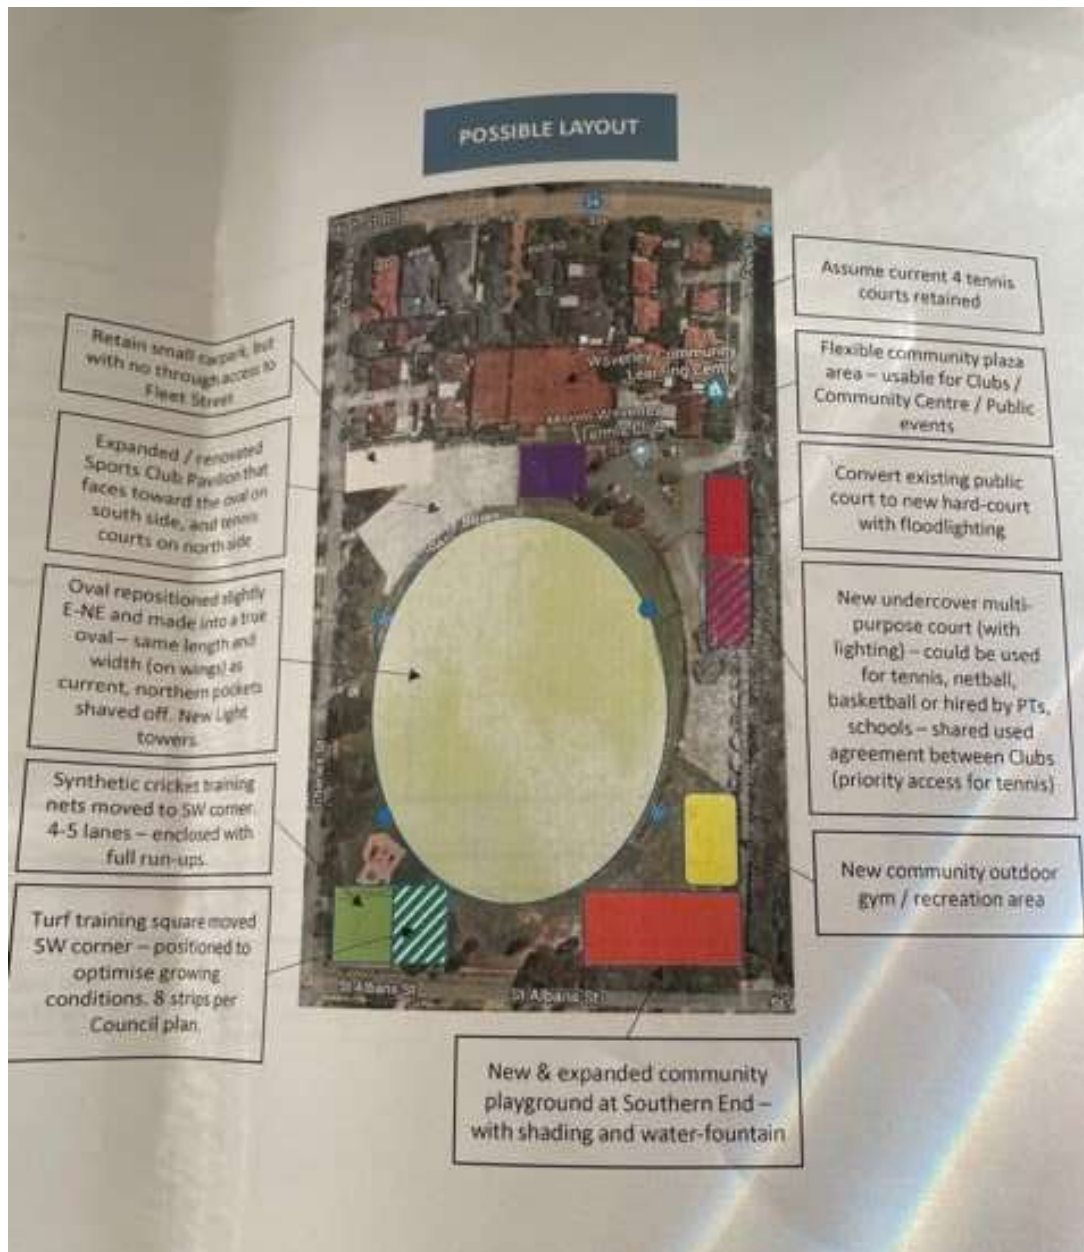 POSSIBLE LAYOUT
Assume current 4 tennis
courts retained
Retain small carpark, but
with no through access to
Fleet Street
Flexible community plaza
area – usable for Clubs /
Community Centre / Public
events
Expanded / renovated
Sports Club Pavilion that
faces toward the oval on
south side, and tennis
courts on north side
Convert existing public
court to new hard-court
with floodlighting
Oval repositioned slightly
E-NE and made into a true
oval – same length and
width (on wings) as
current, northern pockets
shaved off. New Light
towers.
New undercover multi-
purpose court (with
lighting) – could be used
for tennis, netball,
basketball or hired by PTs,
schools – shared used
agreement between Clubs
(priority access for tennis)
Synthetic cricket training
nets moved to SW corner.
4-5 lanes – enclosed with
full run-ups.
New community outdoor
gym / recreation area
Turf training square moved
SW corner – positioned to
optimise growing
conditions. 8 strips per
Council plan.
New & expanded community
playground at Southern End –
with shading and water-fountain
Waverley Community
Learning Centre
St Albans St
St Albans St